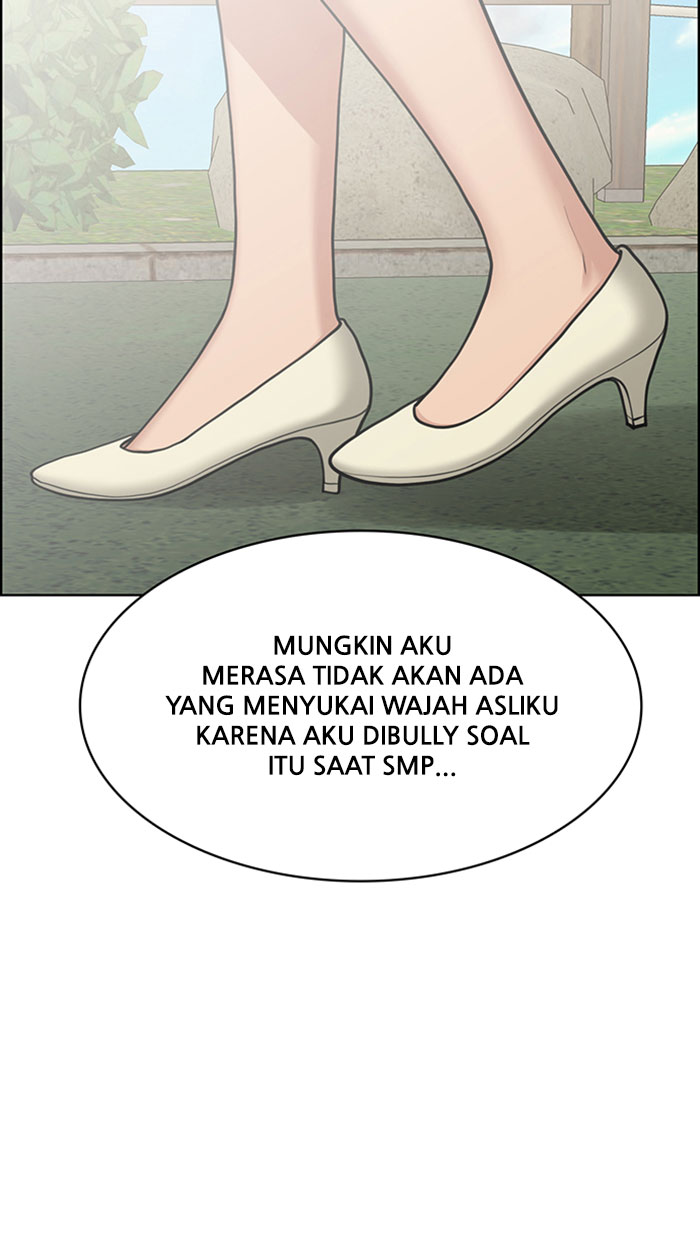 MUNGKIN AKU
MERASA TIDAK AKAN ADA
YANG MENYUKAI WAJAH ASLIKU
KARENA AKU DIBULLY SOAL
ITU SAAT SMP...